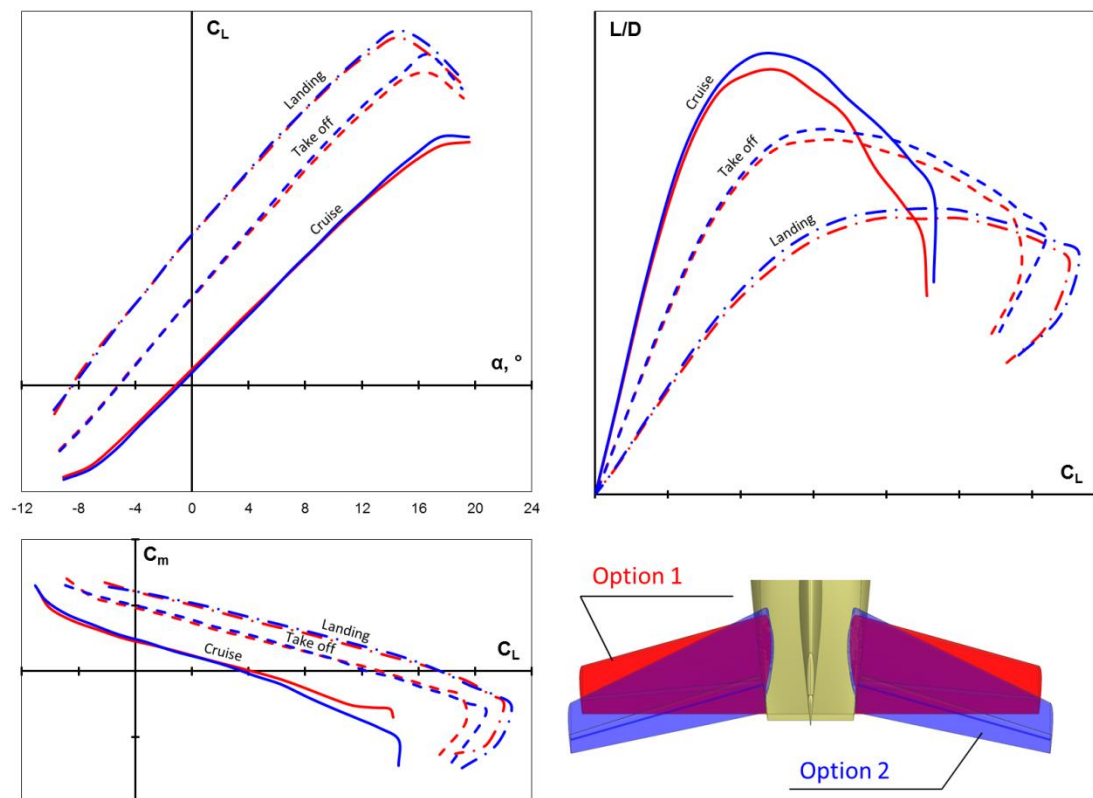 C_L
Landing
Take off
Cruise
α, °
-12 -8 -4 0 4 8 12 16 20 24
L/D
Cruise
Take off
Landing
C_L
C_m
Landing
Take off
Cruise
C_L
Option 1
Option 2